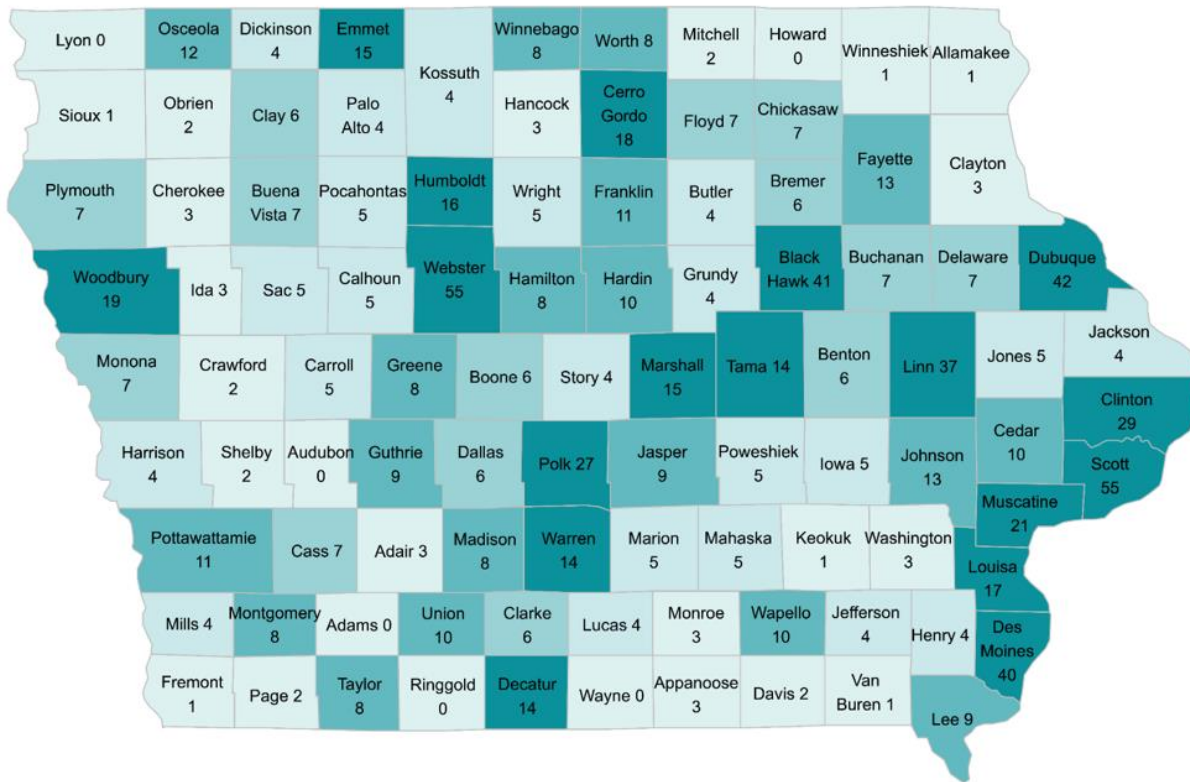 Lyon 0
Osceola
12
Dickinson
4
Emmet
15
Kossuth
4
Winnebago
8
Worth 8
Mitchell
2
Howard
0
Winneshiek
1
Allamakee
1
Sioux 1
Obrien
2
Clay 6
Palo
Alto 4
Hancock
3
Cerro
Gordo
18
Floyd 7
Chickasaw
7
Fayette
13
Clayton
3
Plymouth
7
Cherokee
3
Buena
Vista 7
Pocahontas
5
Humboldt
16
Wright
5
Franklin
11
Butler
4
Bremer
6
Woodbury
19
Ida 3
Sac 5
Calhoun
5
Webster
55
Hamilton
8
Hardin
10
Grundy
4
Black
Hawk 41
Buchanan
7
Delaware
7
Dubuque
42
Monona
7
Crawford
2
Carroll
5
Greene
8
Boone 6
Story 4
Marshall
15
Tama 14
Benton
6
Linn 37
Jones 5
Jackson
4
Clinton
29
Harrison
4
Shelby
2
Audubon
0
Guthrie
9
Dallas
6
Polk 27
Jasper
9
Poweshiek
5
Iowa 5
Johnson
13
Cedar
10
Scott
55
Muscatine
21
Pottawattamie
11
Cass 7
Adair 3
Madison
8
Warren
14
Marion
5
Mahaska
5
Keokuk
1
Washington
3
Louisa
17
Mills 4
Montgomery
8
Adams 0
Union
10
Clarke
6
Lucas 4
Monroe
3
Wapello
10
Jefferson
4
Henry 4
Des
Moines
40
Fremont
1
Page 2
Taylor
8
Ringgold
0
Decatur
14
Wayne 0
Appanoose
3
Davis 2
Van
Buren 1
Lee 9